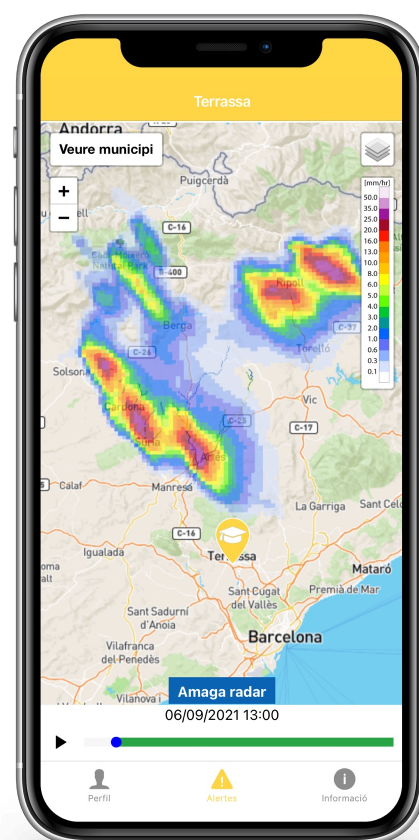 Terrassa
Andorra
Veure municipi
Puigcerdà
+
−
[mm/hr]
50.0
35.0
25.0
20.0
16.0
13.0
10.0
8.0
6.0
5.0
4.0
3.0
2.0
1.0
0.6
0.3
0.1
C-16
B-400
Ripoll
Berga
C-37
Torelló
C-26
Solsona
Cardona
Vic
C-25
C-17
Súria
Artés
Calaf
Manresa
La Garriga
Sant Cel
C-16
Igualada
Mataró
Sant Cugat
del Vallès
Premià de Mar
Sant Sadurní
d'Anoia
Barcelona
Vilafranca
del Penedès
Vilanova i
Amaga radar
06/09/2021 13:00
Perfil
Alertes
Informació